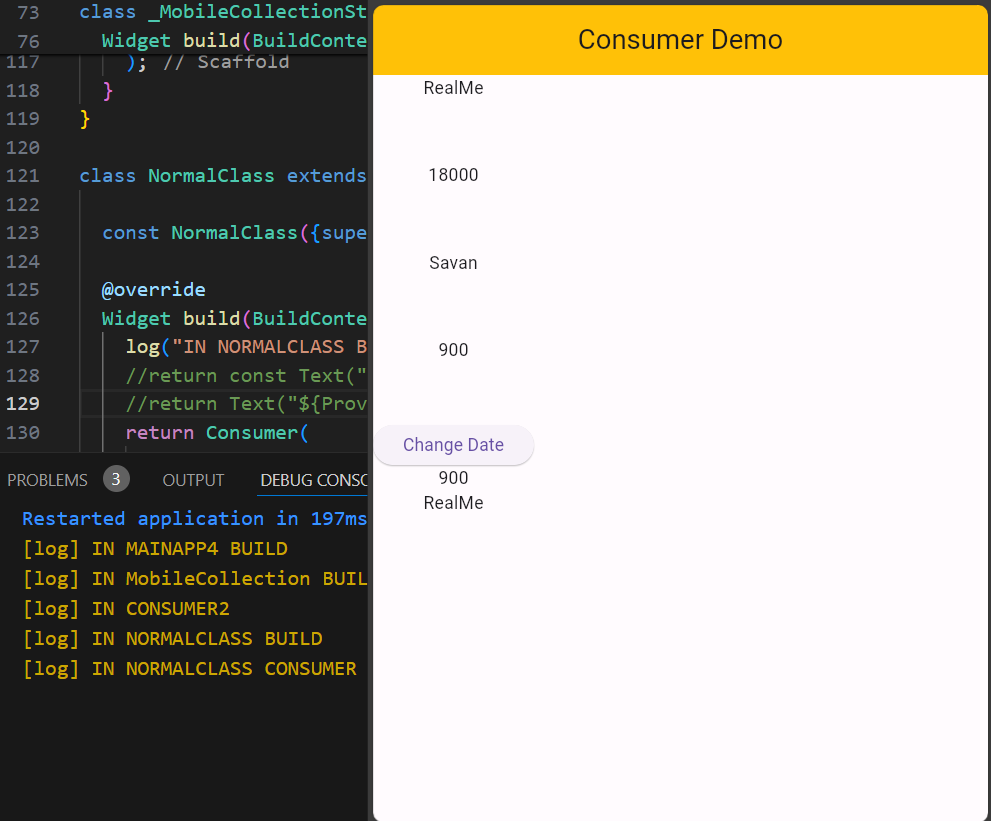 73 class _MobileCollectionSt
76 Widget build(BuildConte
117 ); // Scaffold
118 }
119 }
120
121 class NormalClass extends
122
123 const NormalClass({supe
124
125 @override
126 Widget build(BuildConte
127 log("IN NORMALCLASS B
128 //return const Text("
129 //return Text("${Prov
130 return Consumer(
PROBLEMS 3 OUTPUT DEBUG CONSC
Restarted application in 197ms
[log] IN MAINAPP4 BUILD
[log] IN MobileCollection BUIL
[log] IN CONSUMER2
[log] IN NORMALCLASS BUILD
[log] IN NORMALCLASS CONSUMER
Consumer Demo
RealMe
18000
Savan
900
Change Date
900
RealMe